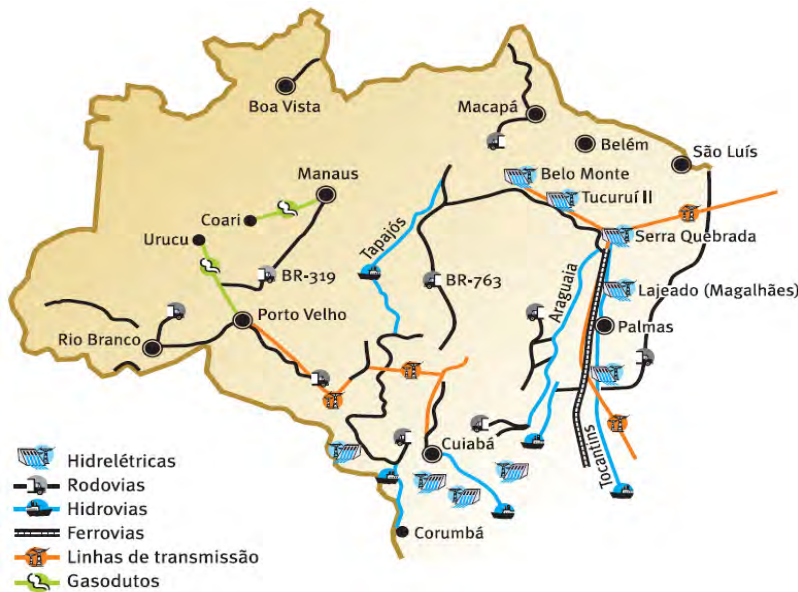 Boa Vista
Macapá
Belém
São Luís
Manaus
Belo Monte
Tucuruí II
Coari
Urucu
Serra Quebrada
Tapajós
BR-319
BR-763
Araguaia
Lajeado (Magalhães)
Porto Velho
Palmas
Rio Branco
Cuiabá
Tocantins
Corumbá
Hidrelétricas
Rodovias
Hidrovias
Ferrovias
Linhas de transmissão
Gasodutos